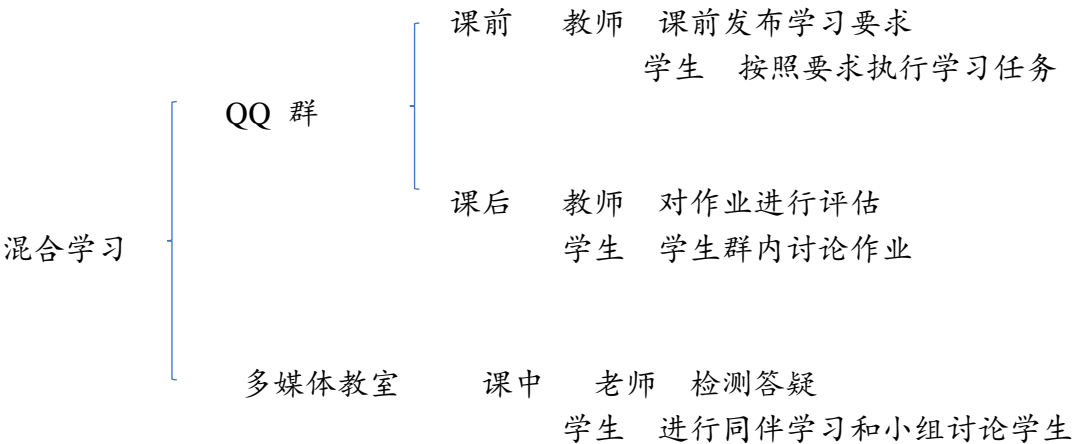 课前 教师 课前发布学习要求
学生 按照要求执行学习任务
QQ 群
课后 教师 对作业进行评估
混合学习 学生 学生群内讨论作业
多媒体教室 课中 老师 检测答疑
学生 进行同伴学习和小组讨论学生